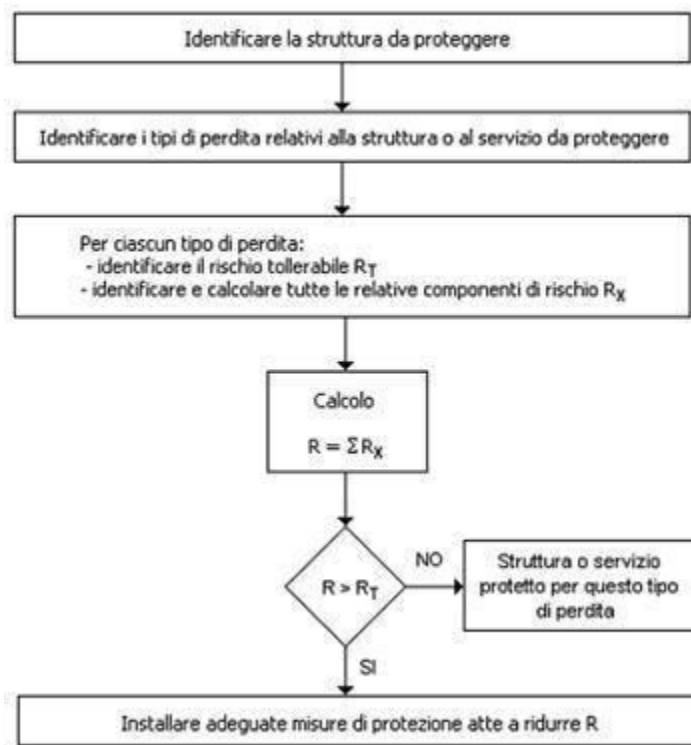 Identificare la struttura da proteggere
Identificare i tipi di perdita relativi alla struttura o al servizio da proteggere
Per ciascun tipo di perdita:
- identificare il rischio tollerabile RT
- identificare e calcolare tutte le relative componenti di rischio RX
Calcolo
R = ΣRX
R > RT
NO
Struttura o servizio
protetto per questo tipo
di perdita
SI
Installare adeguate misure di protezione atte a ridurre R